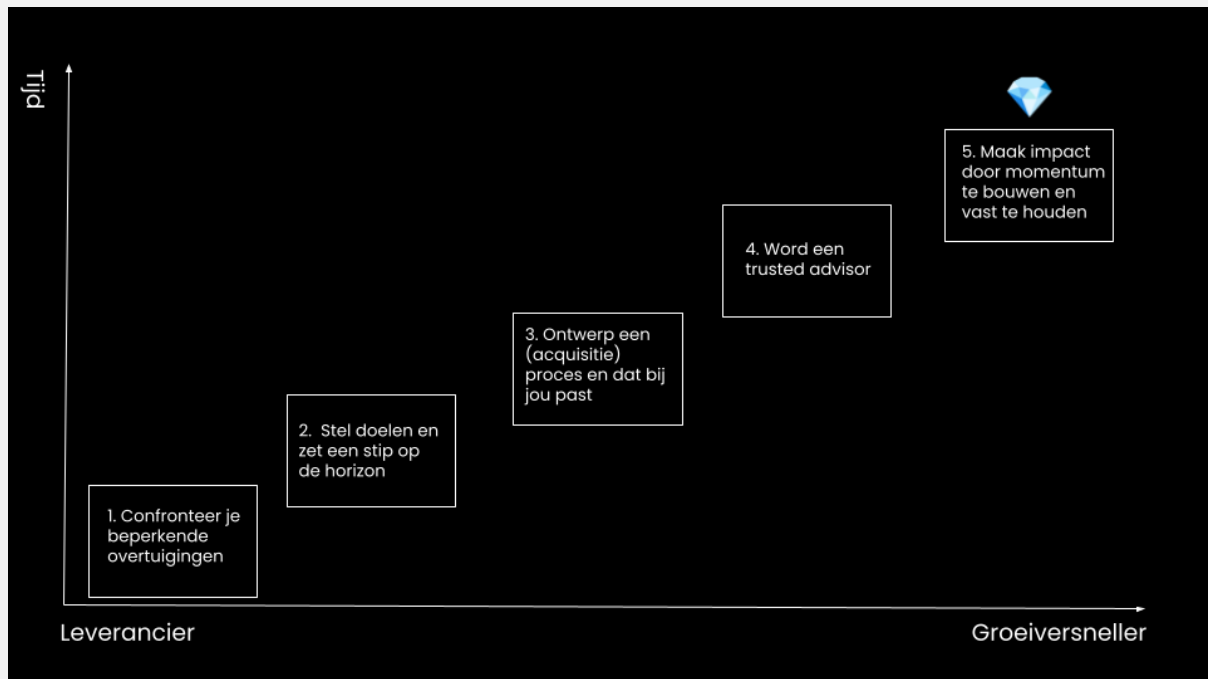 Tijd
5. Maak impact
door momentum
te bouwen en
vast te houden
4. Word een
trusted advisor
3. Ontwerp een
(acquisitie)
proces en dat bij
jou past
2. Stel doelen en
zet een stip op
de horizon
1. Confronteer je
beperkende
overtuigingen
Leverancier
Groeiversneller